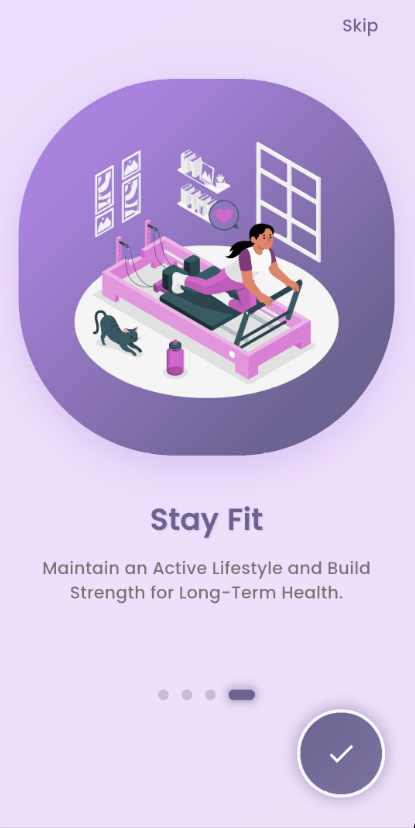 Skip
Stay Fit
Maintain an Active Lifestyle and Build
Strength for Long-Term Health.